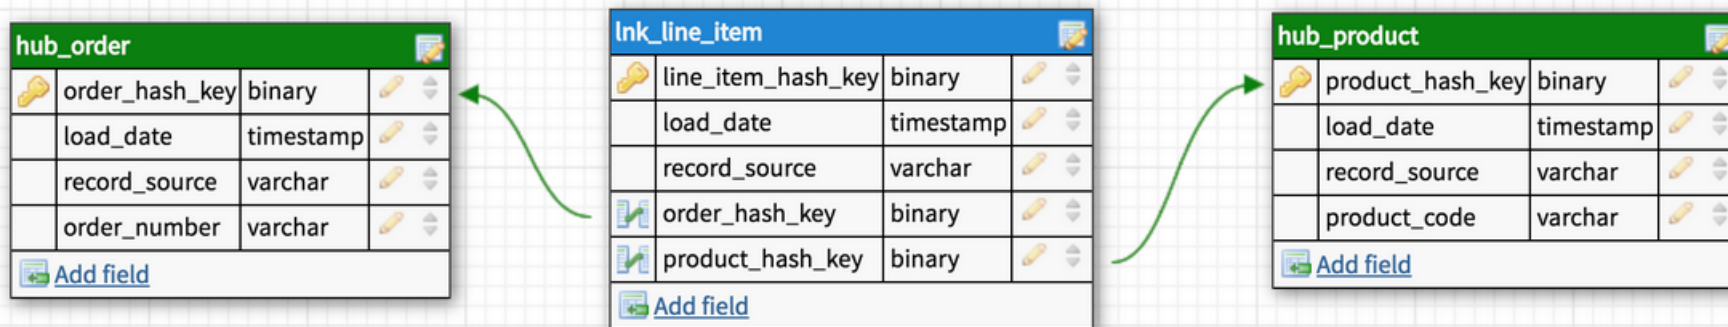 hub_order
order_hash_key binary
load_date timestamp
record_source varchar
order_number varchar
Add field
lnk_line_item
line_item_hash_key binary
load_date timestamp
record_source varchar
order_hash_key binary
product_hash_key binary
Add field
hub_product
product_hash_key binary
load_date timestamp
record_source varchar
product_code varchar
Add field